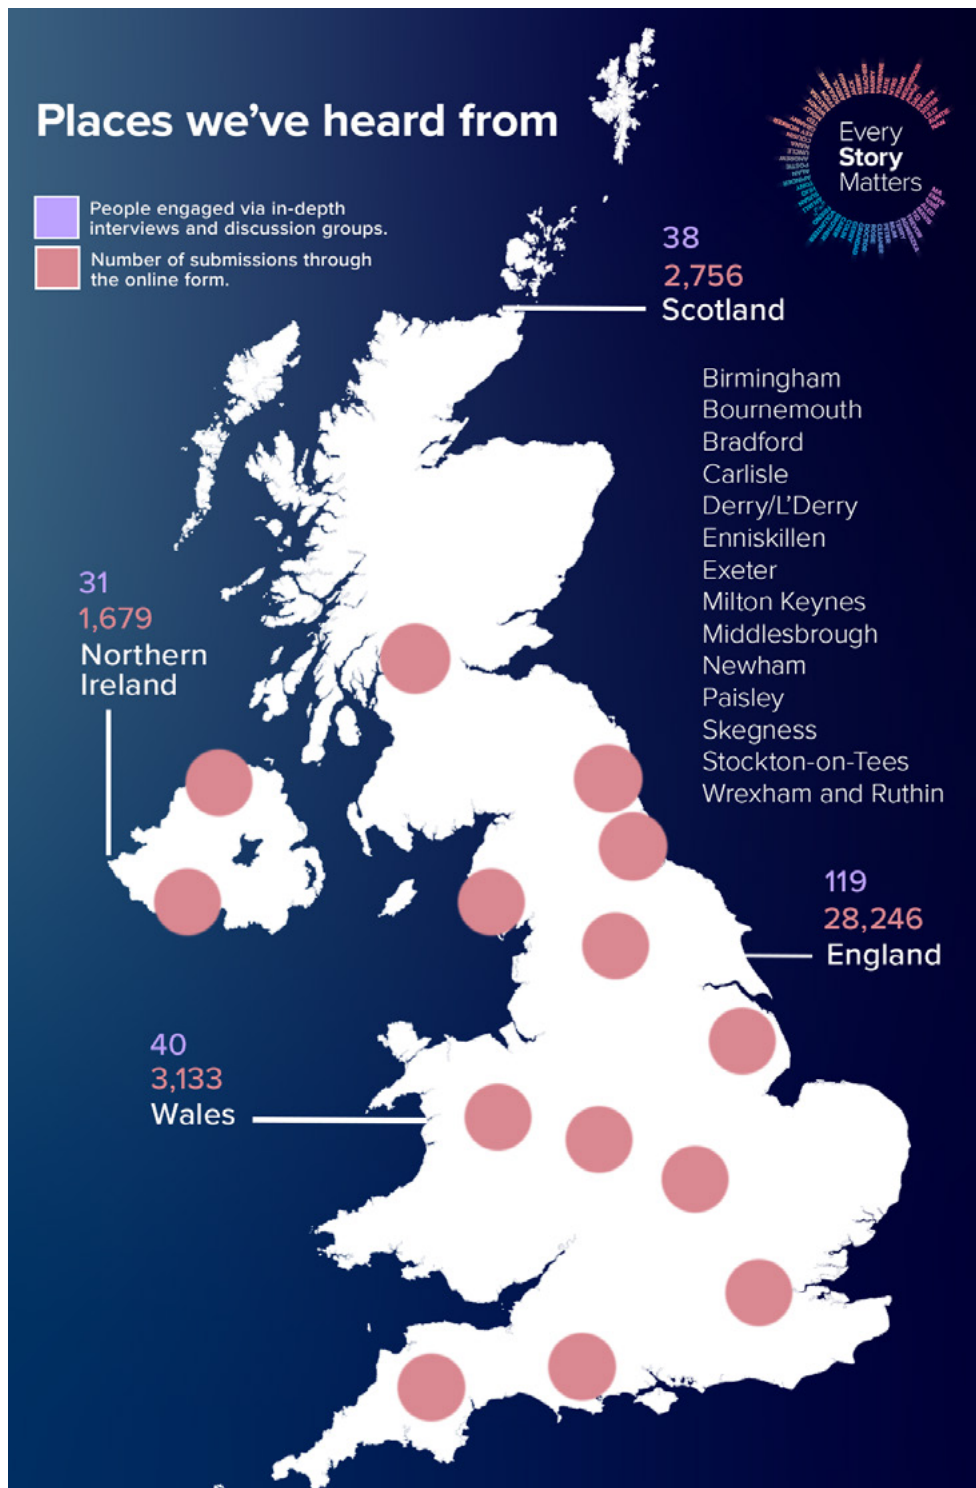 Places we've heard from
Every
Story
Matters
People engaged via in-depth
interviews and discussion groups.
Number of submissions through
the online form.
38
2,756
Scotland
Birmingham
Bournemouth
Bradford
Carlisle
Derry/L'Derry
Enniskillen
Exeter
Milton Keynes
Middlesbrough
Newham
Paisley
Skegness
Stockton-on-Tees
Wrexham and Ruthin
31
1,679
Northern
Ireland
119
28,246
England
40
3,133
Wales